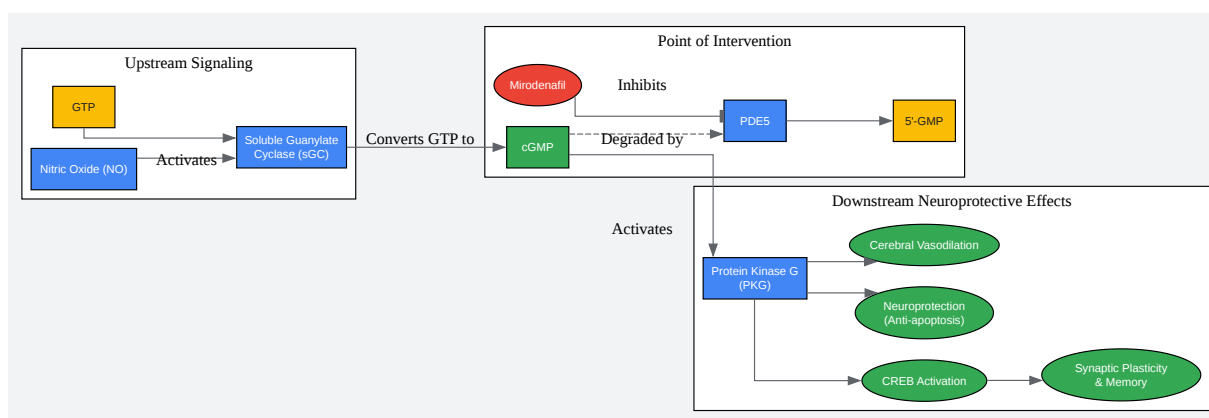 Upstream Signaling
GTP
Nitric Oxide (NO)
Activates
Soluble Guanylate
Cyclase (sGC)
Converts GTP to
Point of Intervention
Mirodenafil
Inhibits
cGMP
Degraded by
PDE5
5'-GMP
Activates
Downstream Neuroprotective Effects
Protein Kinase G
(PKG)
Cerebral Vasodilation
Neuroprotection
(Anti-apoptosis)
CREB Activation
Synaptic Plasticity
& Memory